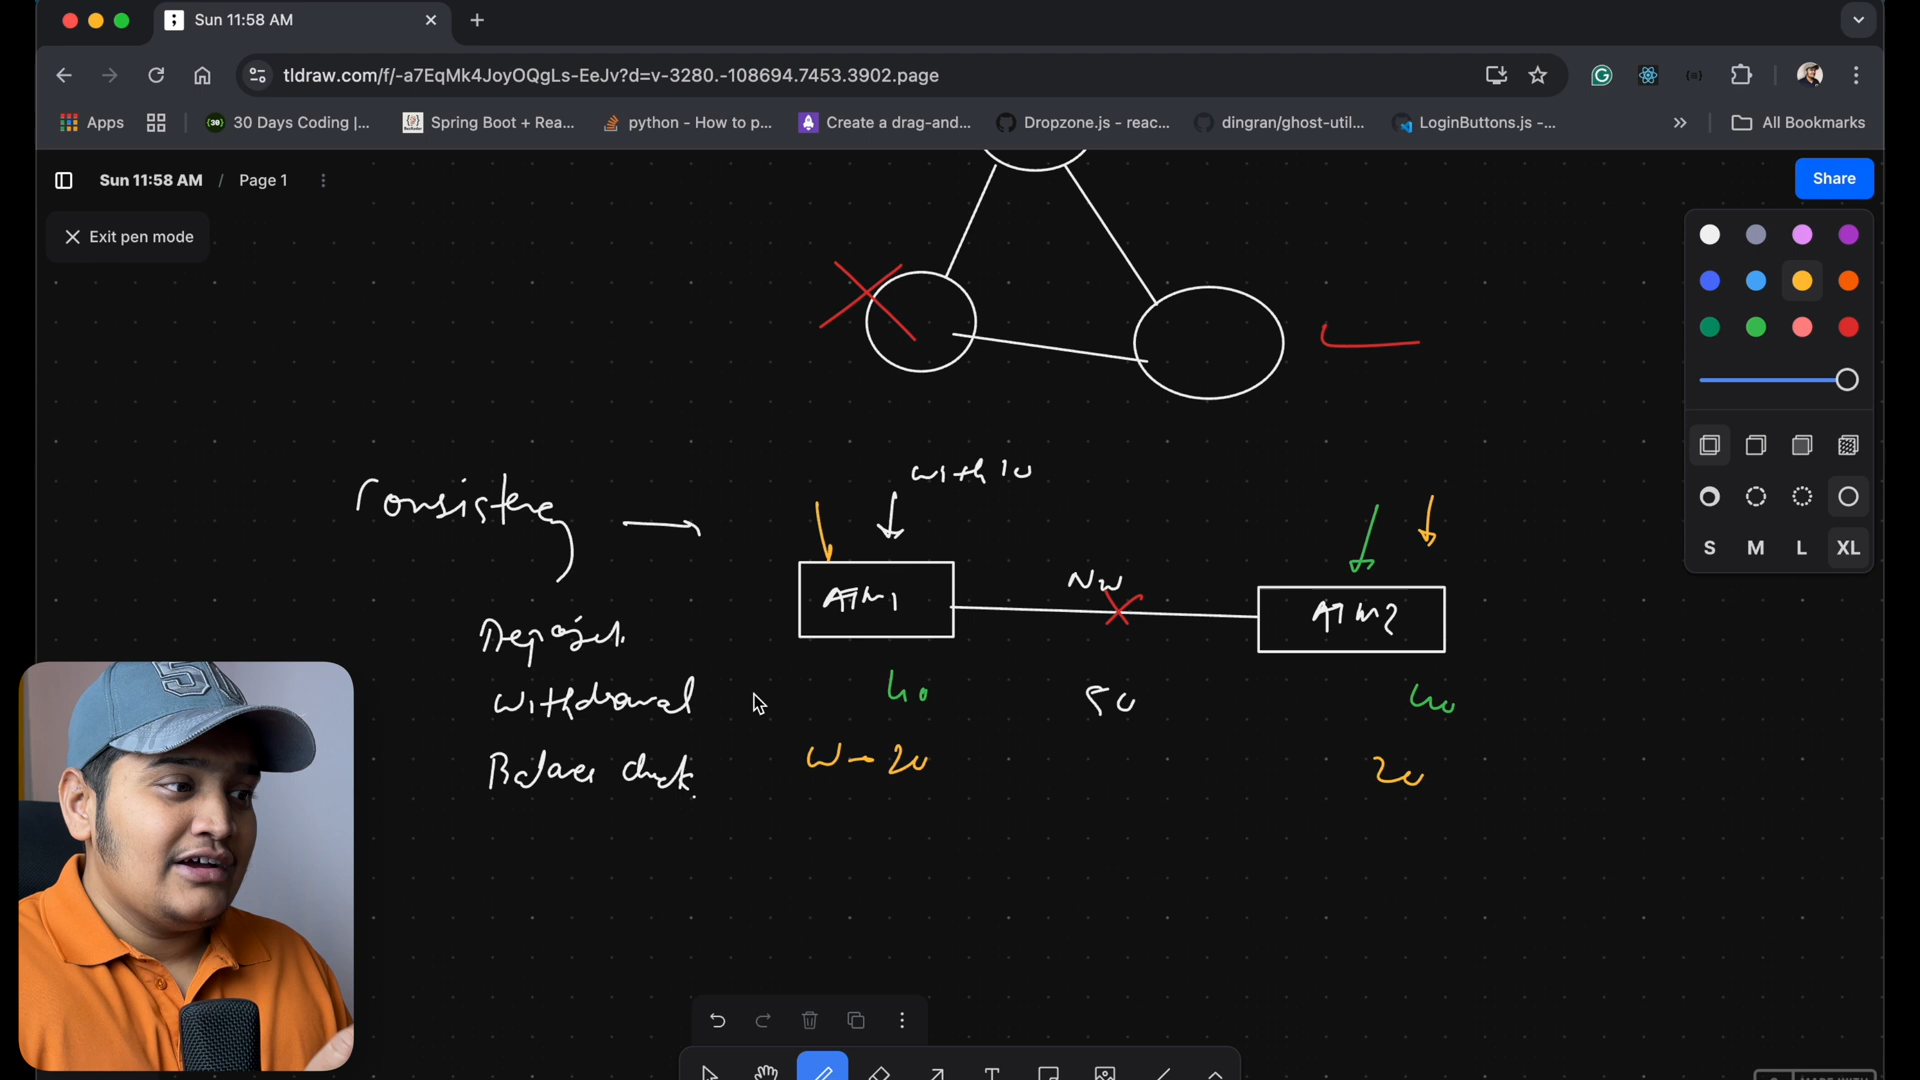 Sun 11:58 AM
tldraw.com/f/-a7EqMk4JoyOQgLs-EeJv?d=v-3280.-108694.7453.3902.page
Apps
30 Days Coding |...
Spring Boot + Rea...
python - How to p...
Create a drag-and...
Dropzone.js - reac...
dingran/ghost-util...
LoginButtons.js -...
All Bookmarks
Sun 11:58 AM / Page 1
Share
Exit pen mode
with 10
Consistency
NW
ATM1
ATM2
Deposit.
Withdrawal
40
50
40
Balance check.
W - 20
20
S M L XL